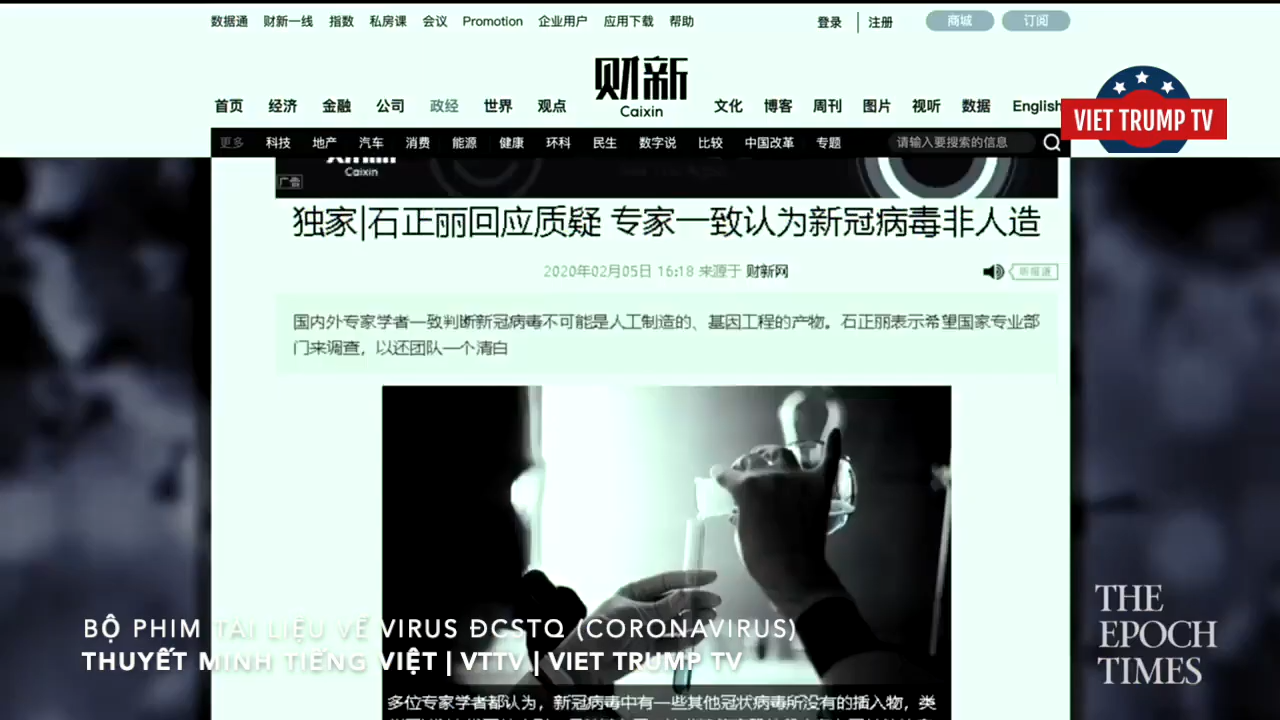 数据通 财新一线 指数 私房课 会议 Promotion 企业用户 应用下载 帮助
登录 注册 商城 订阅
财新
Caixin
首页 经济 金融 公司 政经 世界 观点 文化 博客 周刊 图片 视听 数据 English
VIET TRUMP TV
更多 科技 地产 汽车 消费 能源 健康 环科 民生 数字说 比较 中国改革 专题 请输入要搜索的信息
Caixin
广告
独家|石正丽回应质疑 专家一致认为新冠病毒非人造
2020年02月05日 16:18 来源于 财新网
听报道
国内外专家学者一致判断新冠病毒不可能是人工制造的、基因工程的产物。石正丽表示希望国家专业部
门来调查，以还团队一个清白
THE
EPOCH
TIMES
BỘ PHIM TÀI LIỆU VỀ VIRUS ĐCSTQ (CORONAVIRUS)
THUYẾT MINH TIẾNG VIỆT | VTTV | VIET TRUMP TV
多位专家学者都认为，新冠病毒中有一些其他冠状病毒所没有的插入物，类